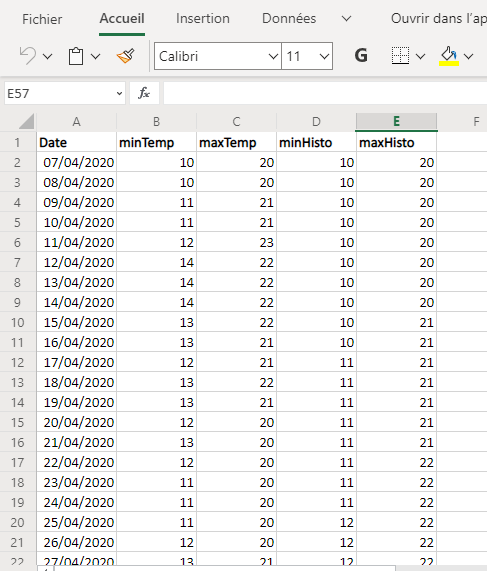 Fichier Accueil Insertion Données Ouvrir dans l'ap
Calibri 11 G
E57 fx
A B C D E F
1 Date minTemp maxTemp minHisto maxHisto
2 07/04/2020 10 20 10 20
3 08/04/2020 10 20 10 20
4 09/04/2020 11 21 10 20
5 10/04/2020 11 21 10 20
6 11/04/2020 12 23 10 20
7 12/04/2020 14 22 10 20
8 13/04/2020 14 22 10 20
9 14/04/2020 14 22 10 20
10 15/04/2020 13 22 10 21
11 16/04/2020 13 21 10 21
12 17/04/2020 12 21 11 21
13 18/04/2020 13 22 11 21
14 19/04/2020 13 21 11 21
15 20/04/2020 12 20 11 21
16 21/04/2020 13 20 11 21
17 22/04/2020 12 20 11 22
18 23/04/2020 11 20 11 22
19 24/04/2020 11 20 11 22
20 25/04/2020 11 20 12 22
21 26/04/2020 12 20 12 22
22 27/04/2020 13 21 12 22